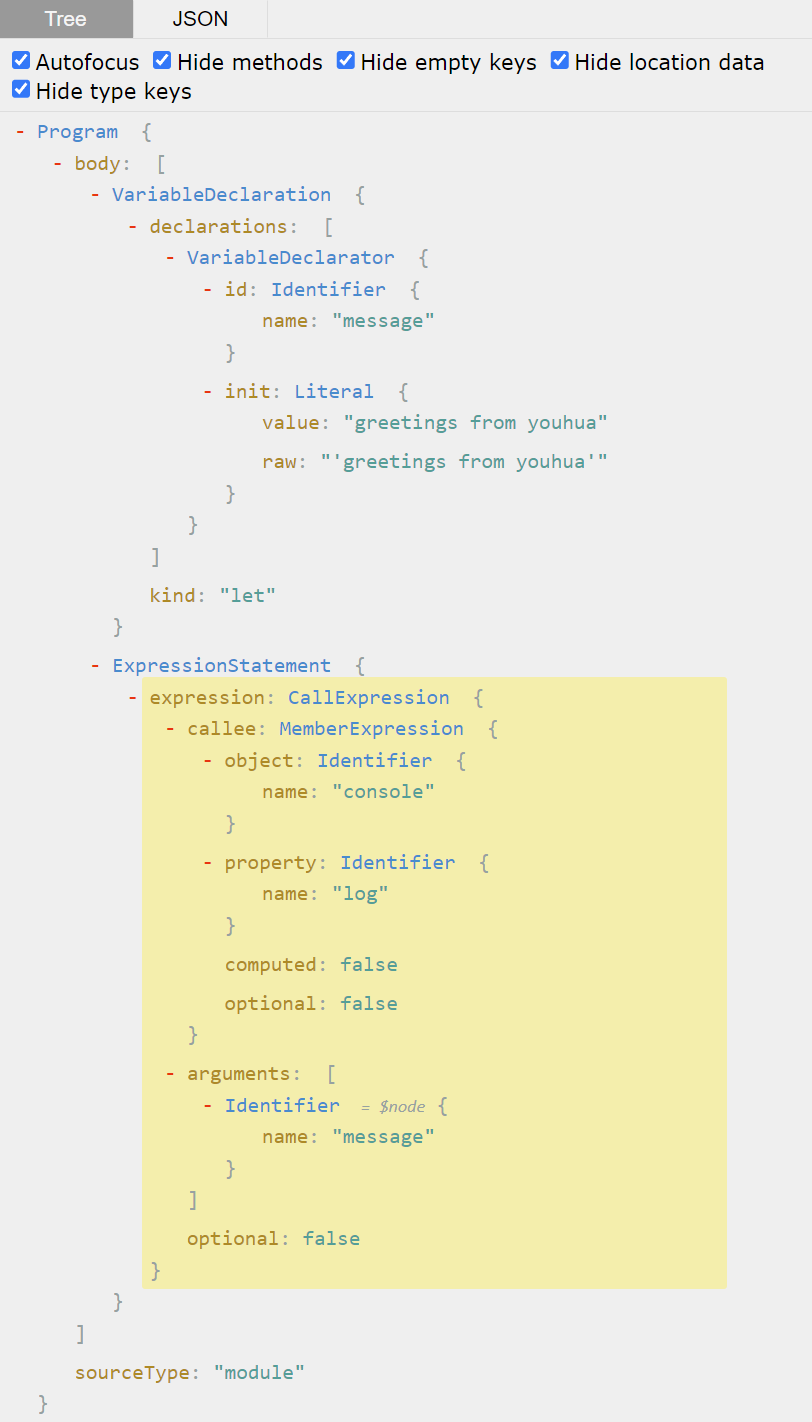 Tree JSON
Autofocus Hide methods Hide empty keys Hide location data
Hide type keys
- Program {
- body: [
- VariableDeclaration {
- declarations: [
- VariableDeclarator {
- id: Identifier {
name: "message"
}
- init: Literal {
value: "greetings from youhua"
raw: "'greetings from youhua'"
}
}
]
kind: "let"
}
- ExpressionStatement {
- expression: CallExpression {
- callee: MemberExpression {
- object: Identifier {
name: "console"
}
- property: Identifier {
name: "log"
}
computed: false
optional: false
}
- arguments: [
- Identifier = $node {
name: "message"
}
]
optional: false
}
}
]
sourceType: "module"
}